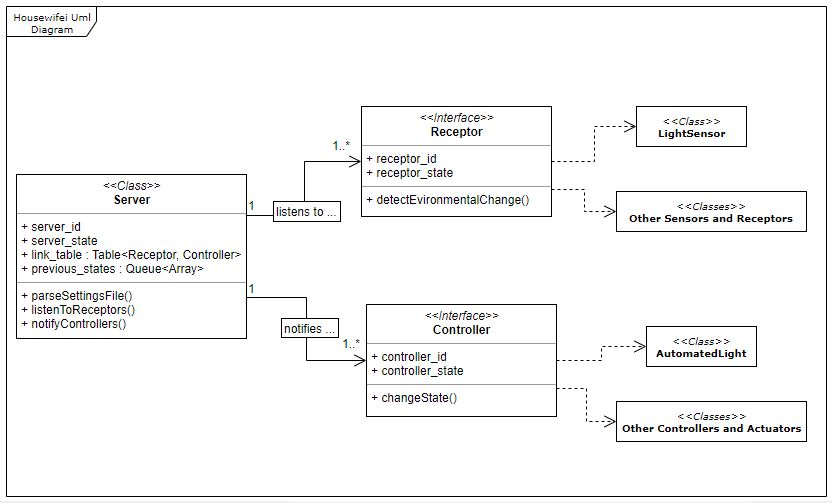 Housewifei Uml
Diagram
<<Interface>>
Receptor
+ receptor_id
+ receptor_state
+ detectEvironmentalChange()
<<Class>>
LightSensor
<<Classes>>
Other Sensors and Receptors
1..*
1
listens to ...
<<Class>>
Server
+ server_id
+ server_state
+ link_table : Table<Receptor, Controller>
+ previous_states : Queue<Array>
+ parseSettingsFile()
+ listenToReceptors()
+ notifyControllers()
1
notifies ...
1..*
<<Interface>>
Controller
+ controller_id
+ controller_state
+ changeState()
<<Class>>
AutomatedLight
<<Classes>>
Other Controllers and Actuators